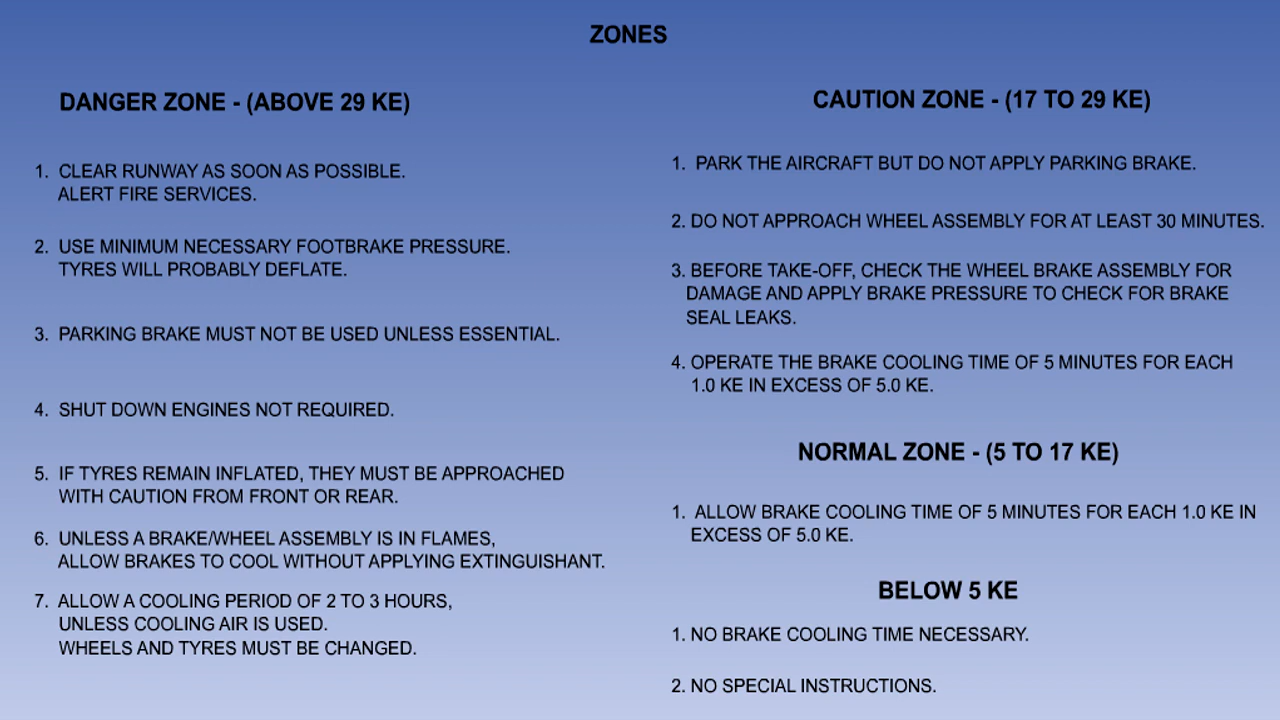 ZONES
DANGER ZONE - (ABOVE 29 KE)
1. CLEAR RUNWAY AS SOON AS POSSIBLE.
ALERT FIRE SERVICES.
2. USE MINIMUM NECESSARY FOOTBRAKE PRESSURE.
TYRES WILL PROBABLY DEFLATE.
3. PARKING BRAKE MUST NOT BE USED UNLESS ESSENTIAL.
4. SHUT DOWN ENGINES NOT REQUIRED.
5. IF TYRES REMAIN INFLATED, THEY MUST BE APPROACHED
WITH CAUTION FROM FRONT OR REAR.
6. UNLESS A BRAKE/WHEEL ASSEMBLY IS IN FLAMES,
ALLOW BRAKES TO COOL WITHOUT APPLYING EXTINGUISHANT.
7. ALLOW A COOLING PERIOD OF 2 TO 3 HOURS,
UNLESS COOLING AIR IS USED.
WHEELS AND TYRES MUST BE CHANGED.
CAUTION ZONE - (17 TO 29 KE)
1. PARK THE AIRCRAFT BUT DO NOT APPLY PARKING BRAKE.
2. DO NOT APPROACH WHEEL ASSEMBLY FOR AT LEAST 30 MINUTES.
3. BEFORE TAKE-OFF, CHECK THE WHEEL BRAKE ASSEMBLY FOR
DAMAGE AND APPLY BRAKE PRESSURE TO CHECK FOR BRAKE
SEAL LEAKS.
4. OPERATE THE BRAKE COOLING TIME OF 5 MINUTES FOR EACH
1.0 KE IN EXCESS OF 5.0 KE.
NORMAL ZONE - (5 TO 17 KE)
1. ALLOW BRAKE COOLING TIME OF 5 MINUTES FOR EACH 1.0 KE IN
EXCESS OF 5.0 KE.
BELOW 5 KE
1. NO BRAKE COOLING TIME NECESSARY.
2. NO SPECIAL INSTRUCTIONS.